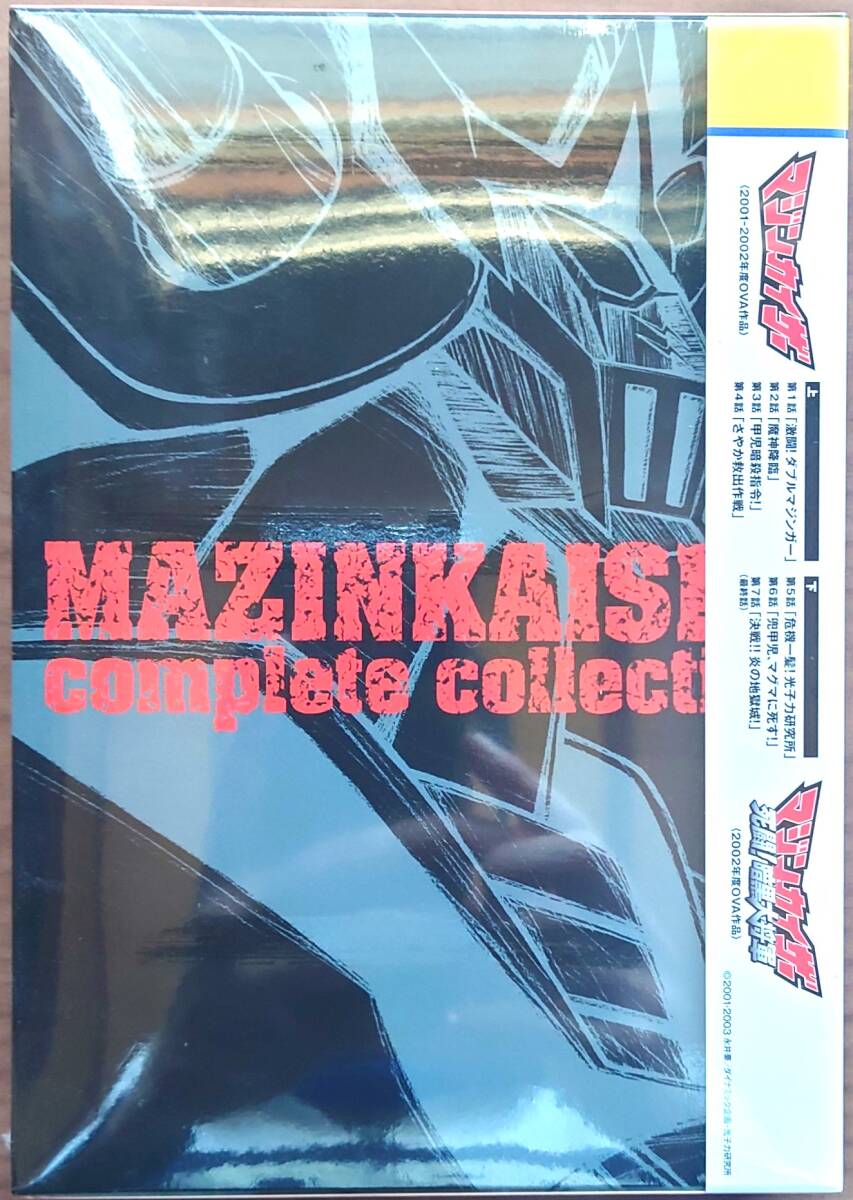 MAZINKAISE
complete collecti
マジンカイザー
(2001-2002年度OVA作品)
上
第1話「激闘!ダブルマジンガー」
第2話「魔神降臨」
第3話「甲児暗殺指令!」
第4話「さやか救出作戦」
下
第5話「危機一髪!光子力研究所」
第6話「兜甲児、マグマに死す!」
第7話「決戦!!炎の地獄城!」
(最終話)
マジンカイザー
死闘!暗黒大将軍
(2002年度OVA作品)
©2001-2003 永井豪/ダイナミック企画・光子力研究所